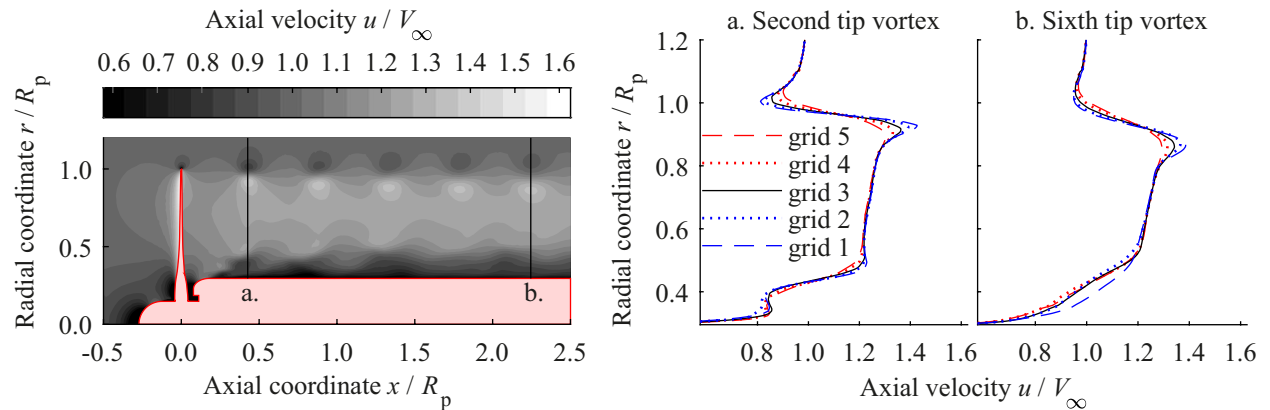 Axial velocity u / V∞
0.6 0.75 0.8 0.9 1.0 1.1 1.2 1.3 1.4 1.5 1.6
Radial coordinate r / Rp
1.0
0.5
0.0
a.
b.
-0.5 0.0 0.5 1.0 1.5 2.0 2.5
Axial coordinate x / Rp
a. Second tip vortex
b. Sixth tip vortex
Radial coordinate r / Rp
1.2
1.0
0.8
0.6
0.4
grid 5
grid 4
grid 3
grid 2
grid 1
0.8 1.0 1.2 1.4 1.6
0.8 1.0 1.2 1.4 1.6
Axial velocity u / V∞